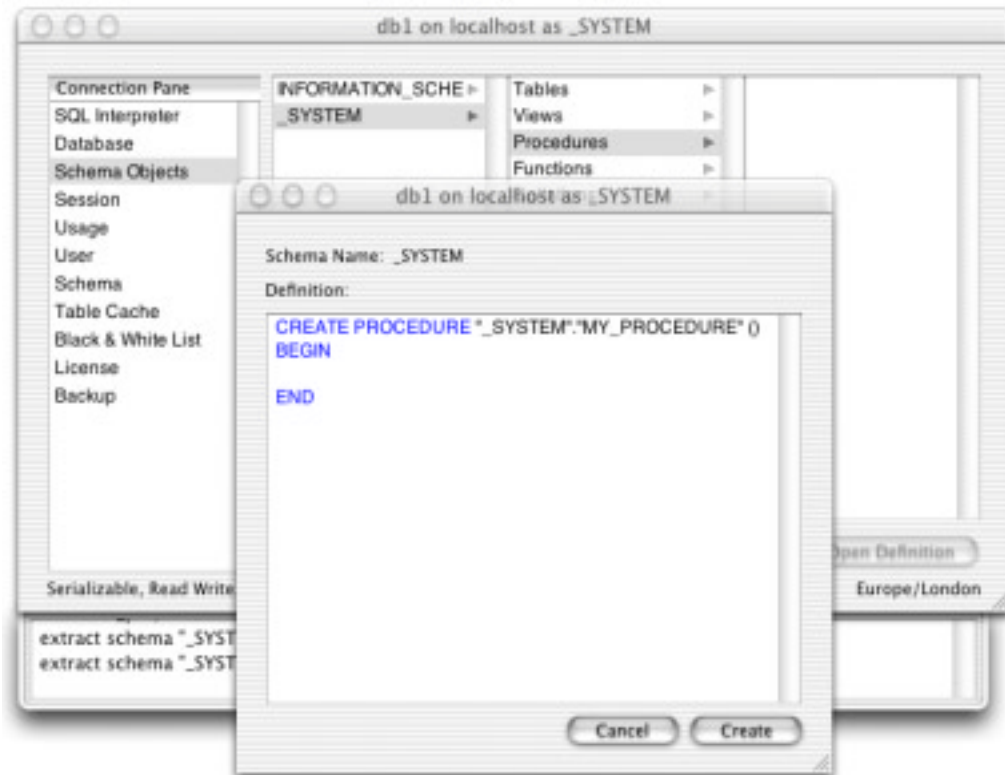 db1 on localhost as _SYSTEM
Connection Pane
SQL Interpreter
Database
Schema Objects
Session
Usage
User
Schema
Table Cache
Black & White List
License
Backup
INFORMATION_SCHE
_SYSTEM
Tables
Views
Procedures
Functions
db1 on localhost as _SYSTEM
Schema Name: _SYSTEM
Definition:
CREATE PROCEDURE "_SYSTEM"."MY_PROCEDURE" ()
BEGIN
END
Cancel
Create
Open Definition
Serializable, Read Write
Europe/London
extract schema "_SYST
extract schema "_SYST